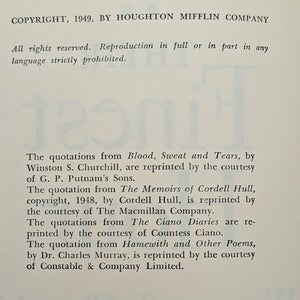 COPYRIGHT, 1949, BY HOUGHTON MIFFLIN COMPANY
All rights reserved. Reproduction in full or in part in any
language strictly prohibited.
The quotations from Blood, Sweat and Tears, by
Winston S. Churchill, are reprinted by the courtesy
of G. P. Putnam's Sons.
The quotation from The Memoirs of Cordell Hull,
copyright, 1948, by Cordell Hull, is reprinted by
courtesy of The Macmillan Company.
The quotations from The Ciano Diaries are re-
printed by the courtesy of Countess Ciano.
The quotations from Hamewith and Other Poems,
by Dr. Charles Murray, is reprinted by courtesy of
Constable & Company Limited.